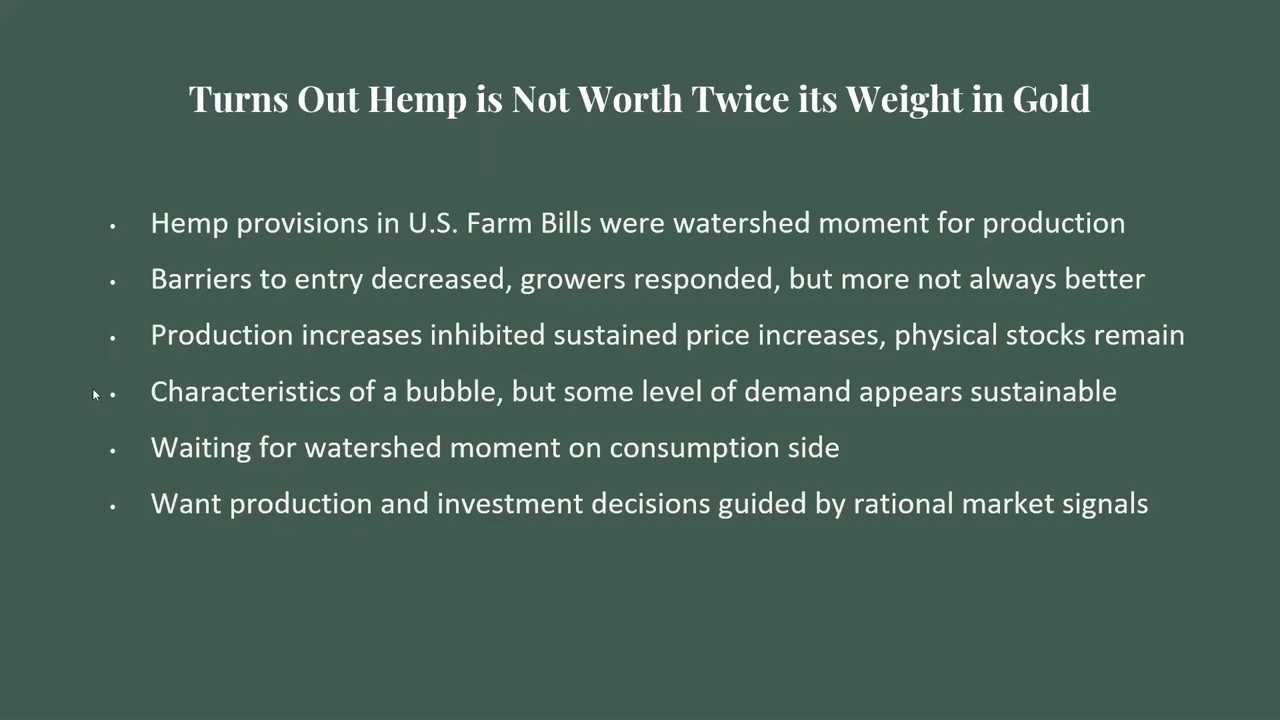 Turns Out Hemp is Not Worth Twice its Weight in Gold
• Hemp provisions in U.S. Farm Bills were watershed moment for production
• Barriers to entry decreased, growers responded, but more not always better
• Production increases inhibited sustained price increases, physical stocks remain
• Characteristics of a bubble, but some level of demand appears sustainable
• Waiting for watershed moment on consumption side
• Want production and investment decisions guided by rational market signals